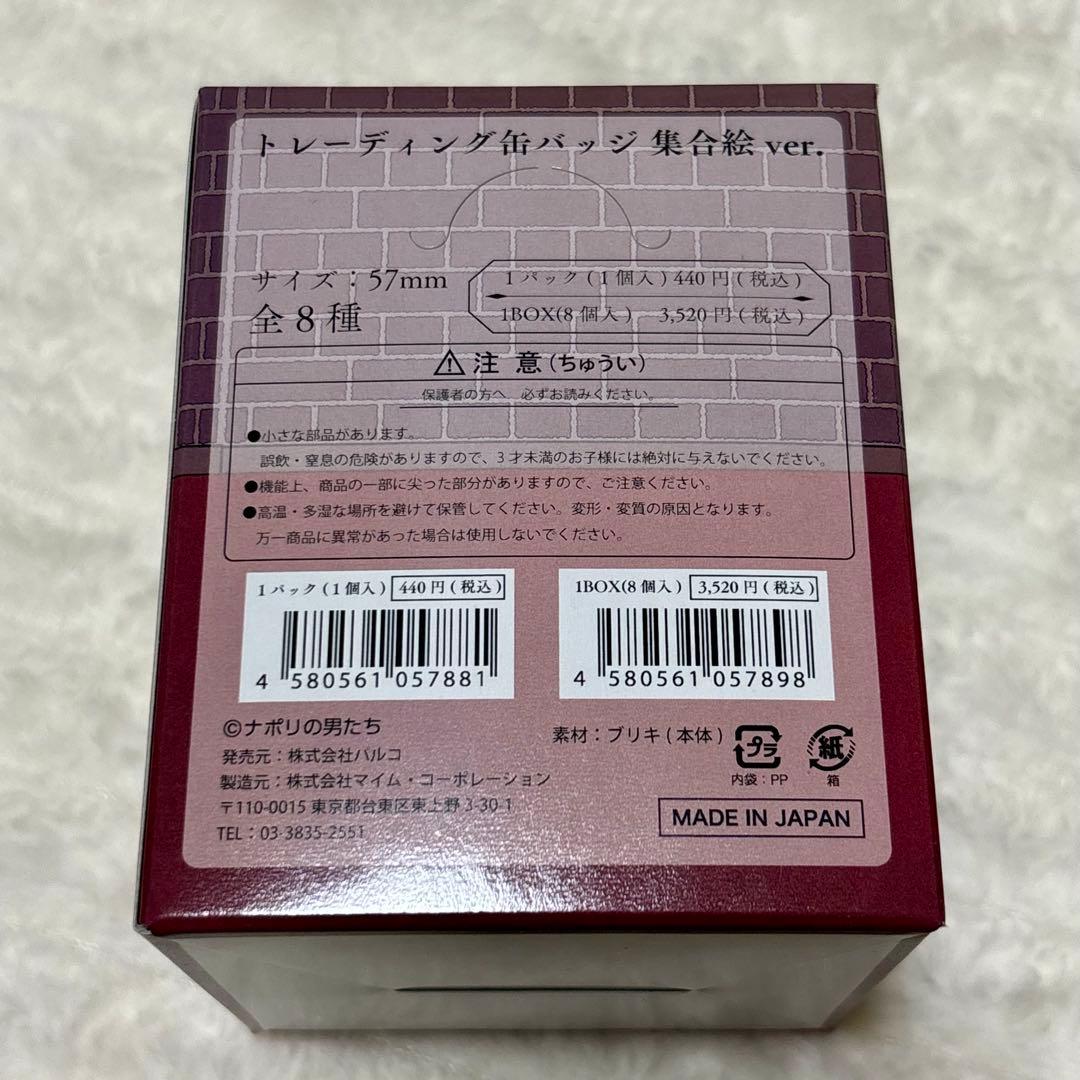 トレーディング缶バッジ 集合絵 ver.
サイズ：57mm
全8種
1パック(1個入) 440円(税込)
1BOX(8個入) 3,520円(税込)
注意(ちゅうい)
保護者の方へ 必ずお読みください。
●小さな部品があります。
誤飲・窒息の危険がありますので、3才未満のお子様には絶対に与えないでください。
●機能上、商品の一部に尖った部分がありますので、ご注意ください。
●高温・多湿な場所を避けて保管してください。変形・変質の原因となります。
万一商品に異常があった場合は使用しないでください。
1パック(1個入) 440円(税込)
4 580561 057881
1BOX(8個入) 3,520円(税込)
4 580561 057898
©ナポリの男たち
発売元：株式会社パルコ
製造元：株式会社マイム・コーポレーション
〒110-0015 東京都台東区東上野 3-30-1
TEL：03-3835-2551
素材：ブリキ(本体)
プラ
内袋：PP
紙
箱
MADE IN JAPAN